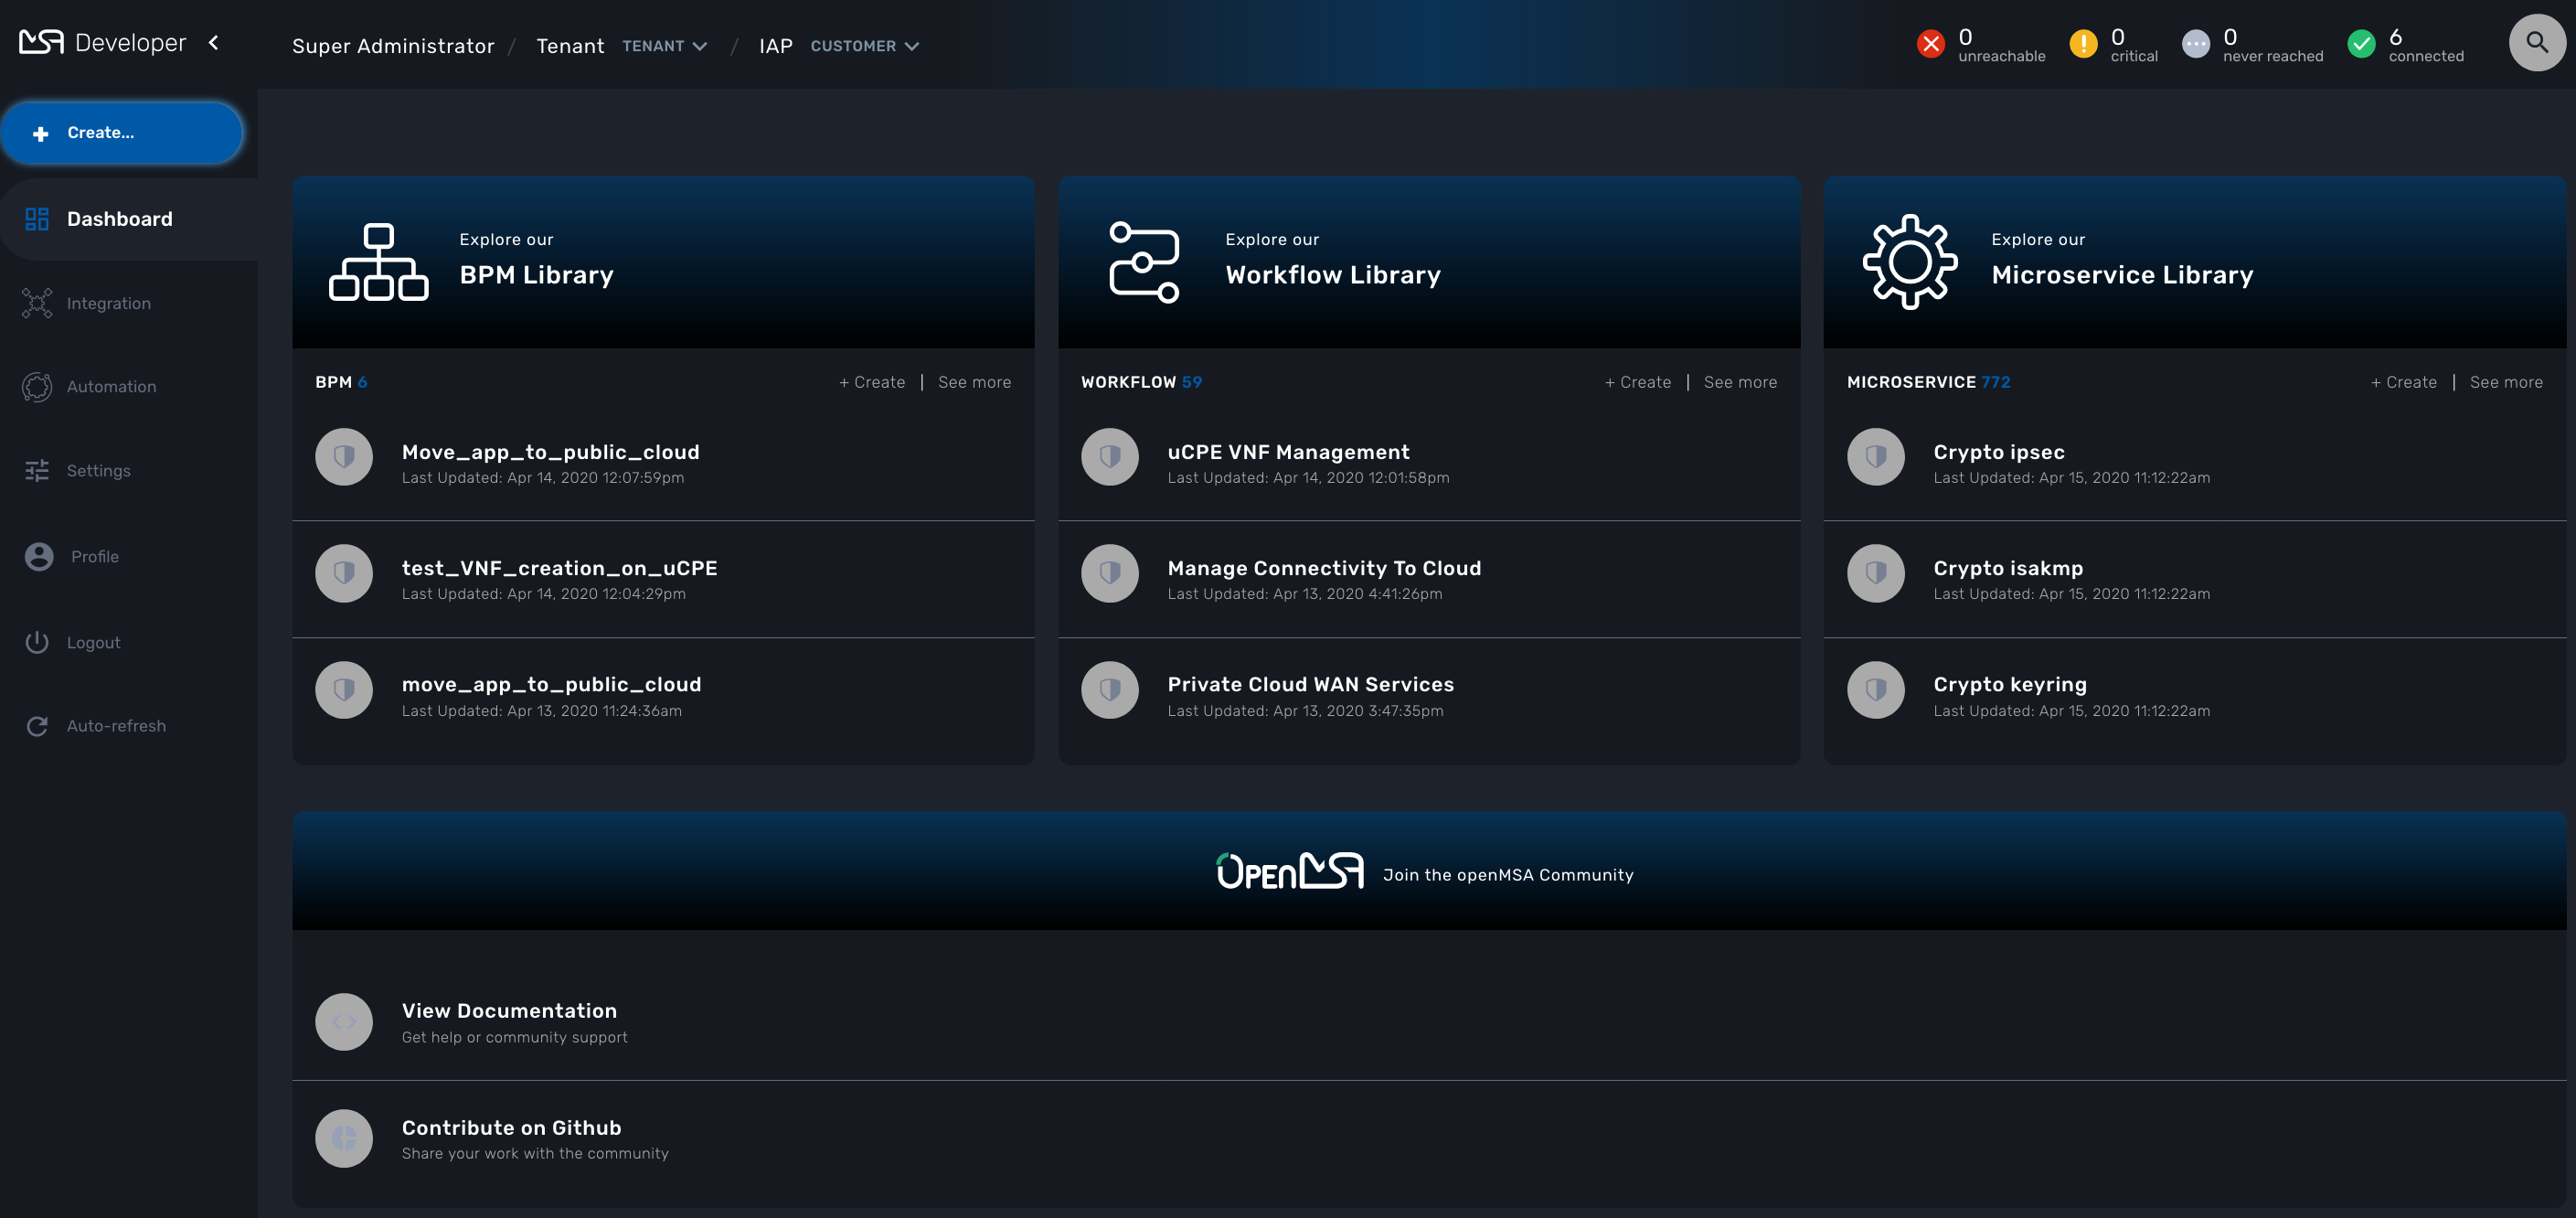 MSA Developer
Super Administrator / Tenant TENANT / IAP CUSTOMER
0 unreachable
0 critical
0 never reached
6 connected
Create...
Dashboard
Integration
Automation
Settings
Profile
Logout
Auto-refresh
Explore our
BPM Library
BPM 6
+ Create | See more
Move_app_to_public_cloud
Last Updated: Apr 14, 2020 12:07:59pm
test_VNF_creation_on_uCPE
Last Updated: Apr 14, 2020 12:04:29pm
move_app_to_public_cloud
Last Updated: Apr 13, 2020 11:24:36am
Explore our
Workflow Library
WORKFLOW 59
+ Create | See more
uCPE VNF Management
Last Updated: Apr 14, 2020 12:01:58pm
Manage Connectivity To Cloud
Last Updated: Apr 13, 2020 4:41:26pm
Private Cloud WAN Services
Last Updated: Apr 13, 2020 3:47:35pm
Explore our
Microservice Library
MICROSERVICE 772
+ Create | See more
Crypto ipsec
Last Updated: Apr 15, 2020 11:12:22am
Crypto isakmp
Last Updated: Apr 15, 2020 11:12:22am
Crypto keyring
Last Updated: Apr 15, 2020 11:12:22am
OPENMSA Join the openMSA Community
View Documentation
Get help or community support
Contribute on Github
Share your work with the community